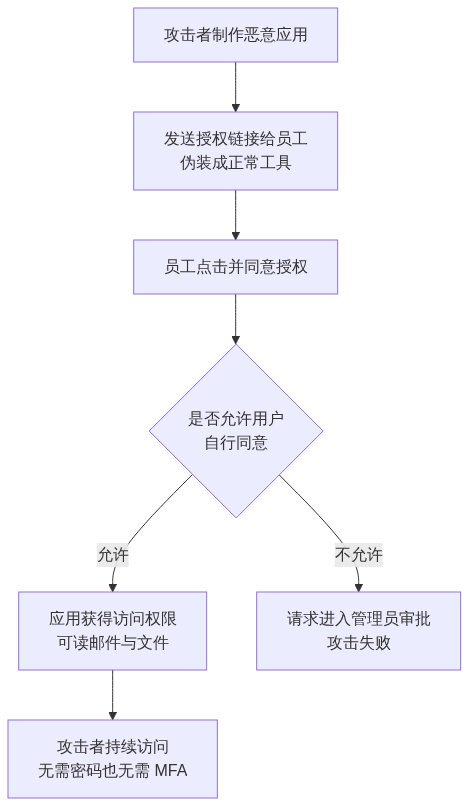 攻击者制作恶意应用
发送授权链接给员工
伪装成正常工具
员工点击并同意授权
是否允许用户
自行同意
允许
不允许
应用获得访问权限
可读邮件与文件
请求进入管理员审批
攻击失败
攻击者持续访问
无需密码也无需 MFA